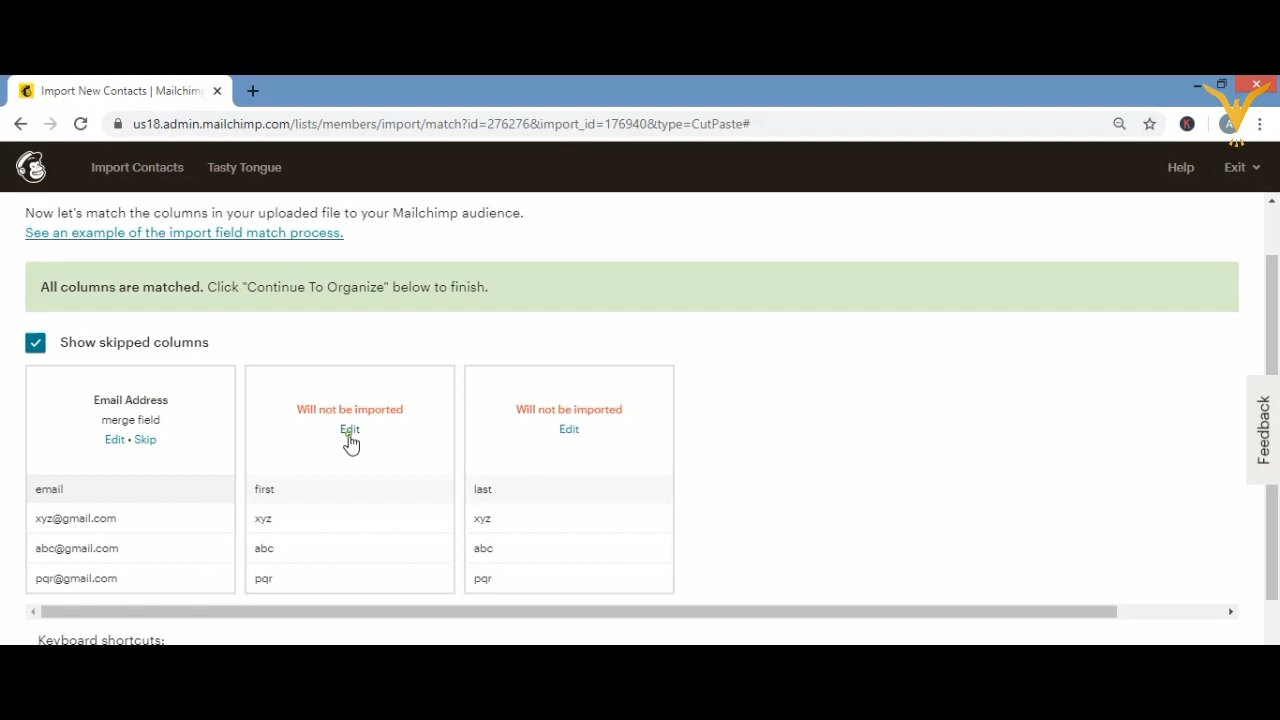 Import New Contacts | Mailchimp
us18.admin.mailchimp.com/lists/members/import/match?id=276276&import_id=176940&type=CutPaste#
K
A
Import Contacts
Tasty Tongue
Help
Exit
Now let's match the columns in your uploaded file to your Mailchimp audience.
See an example of the import field match process.
All columns are matched. Click "Continue To Organize" below to finish.
Show skipped columns
Email Address
merge field
Edit • Skip
email
xyz@gmail.com
abc@gmail.com
pqr@gmail.com
Will not be imported
Edit
first
xyz
abc
pqr
Will not be imported
Edit
last
xyz
abc
pqr
Feedback
Keyboard shortcuts: